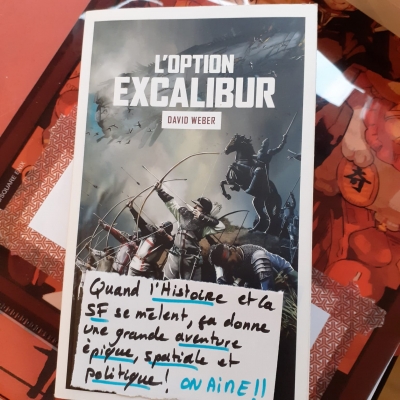 L'OPTION
EXCALIBUR
DAVID WEBER
Quand l'Histoire et la
SF se mêlent, ça donne
une grande aventure
épique, spatiale et
politique! ON AIME!!
奇